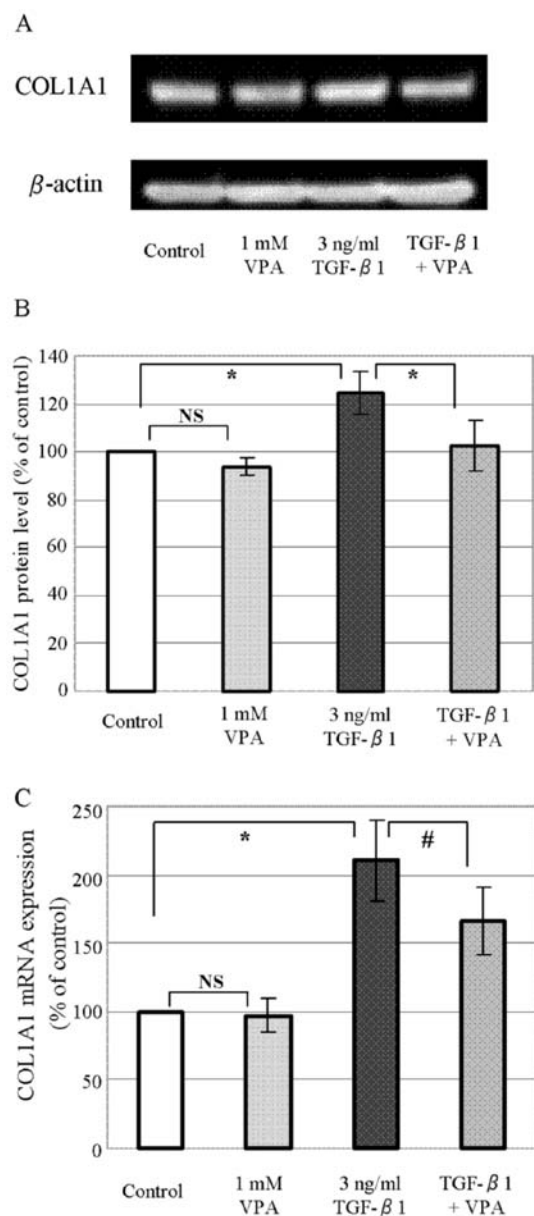 A
COL1A1
β-actin
Control
1 mM
VPA
3 ng/ml
TGF-β1
TGF-β1
+ VPA
B
COL1A1 protein level (% of control)
140
120
100
80
60
40
20
0
*
*
NS
Control
1 mM
VPA
3 ng/ml
TGF-β1
TGF-β1
+ VPA
C
COL1A1 mRNA expression
(% of control)
250
200
150
100
50
0
*
#
NS
Control
1 mM
VPA
3 ng/ml
TGF-β1
TGF-β1
+ VPA